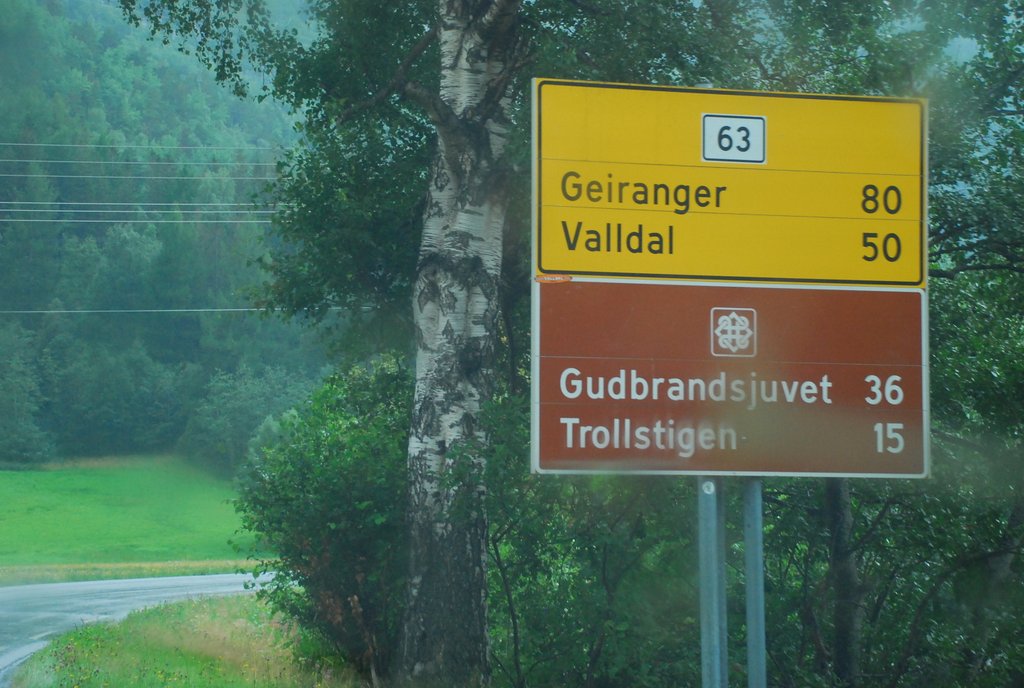 63
Geiranger 80
Valldal 50
Gudbrandsjuvet 36
Trollstigen 15